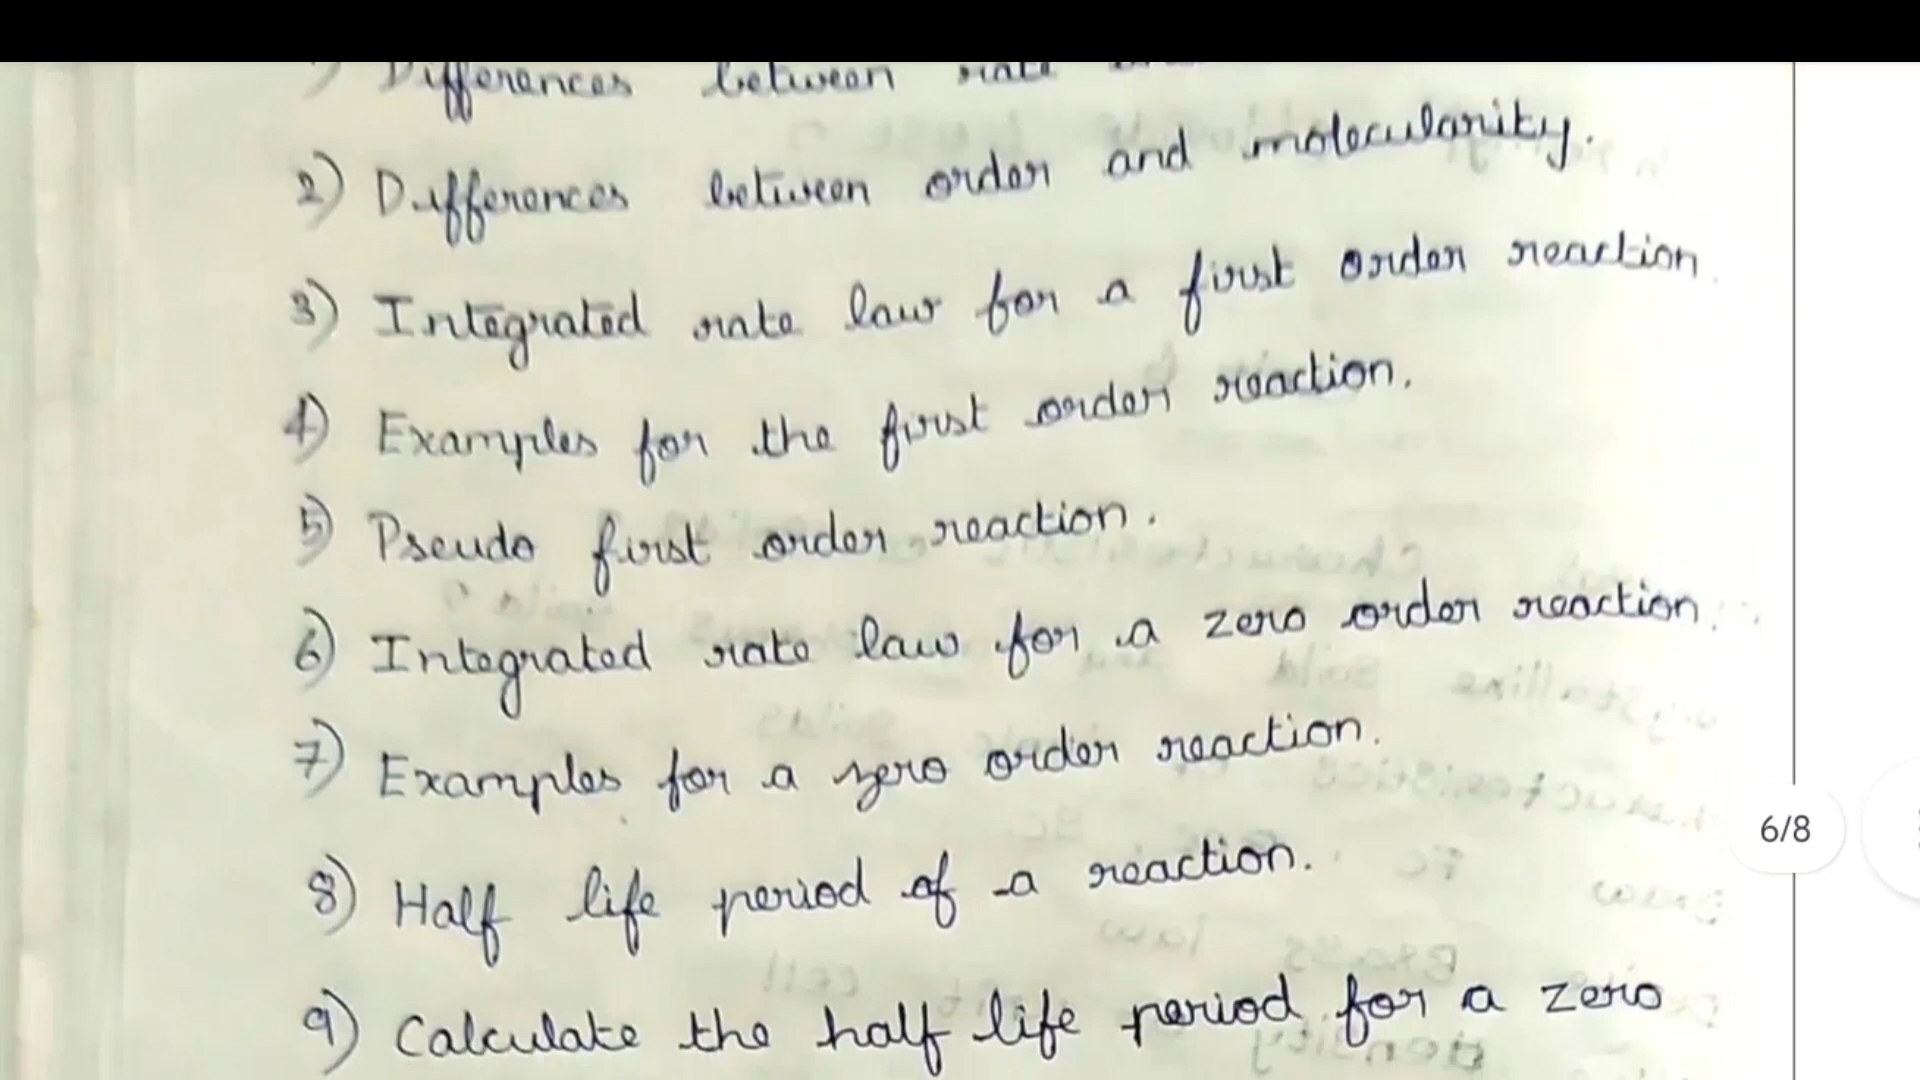 1) Differences between rate
2) Differences between order and molecularity.
3) Integrated rate law for a first order reaction.
4) Examples for the first order reaction.
5) Pseudo first order reaction.
6) Integrated rate law for a zero order reaction.
7) Examples for a zero order reaction.
6/8
8) Half life period of a reaction.
9) Calculate the half life period for a zero